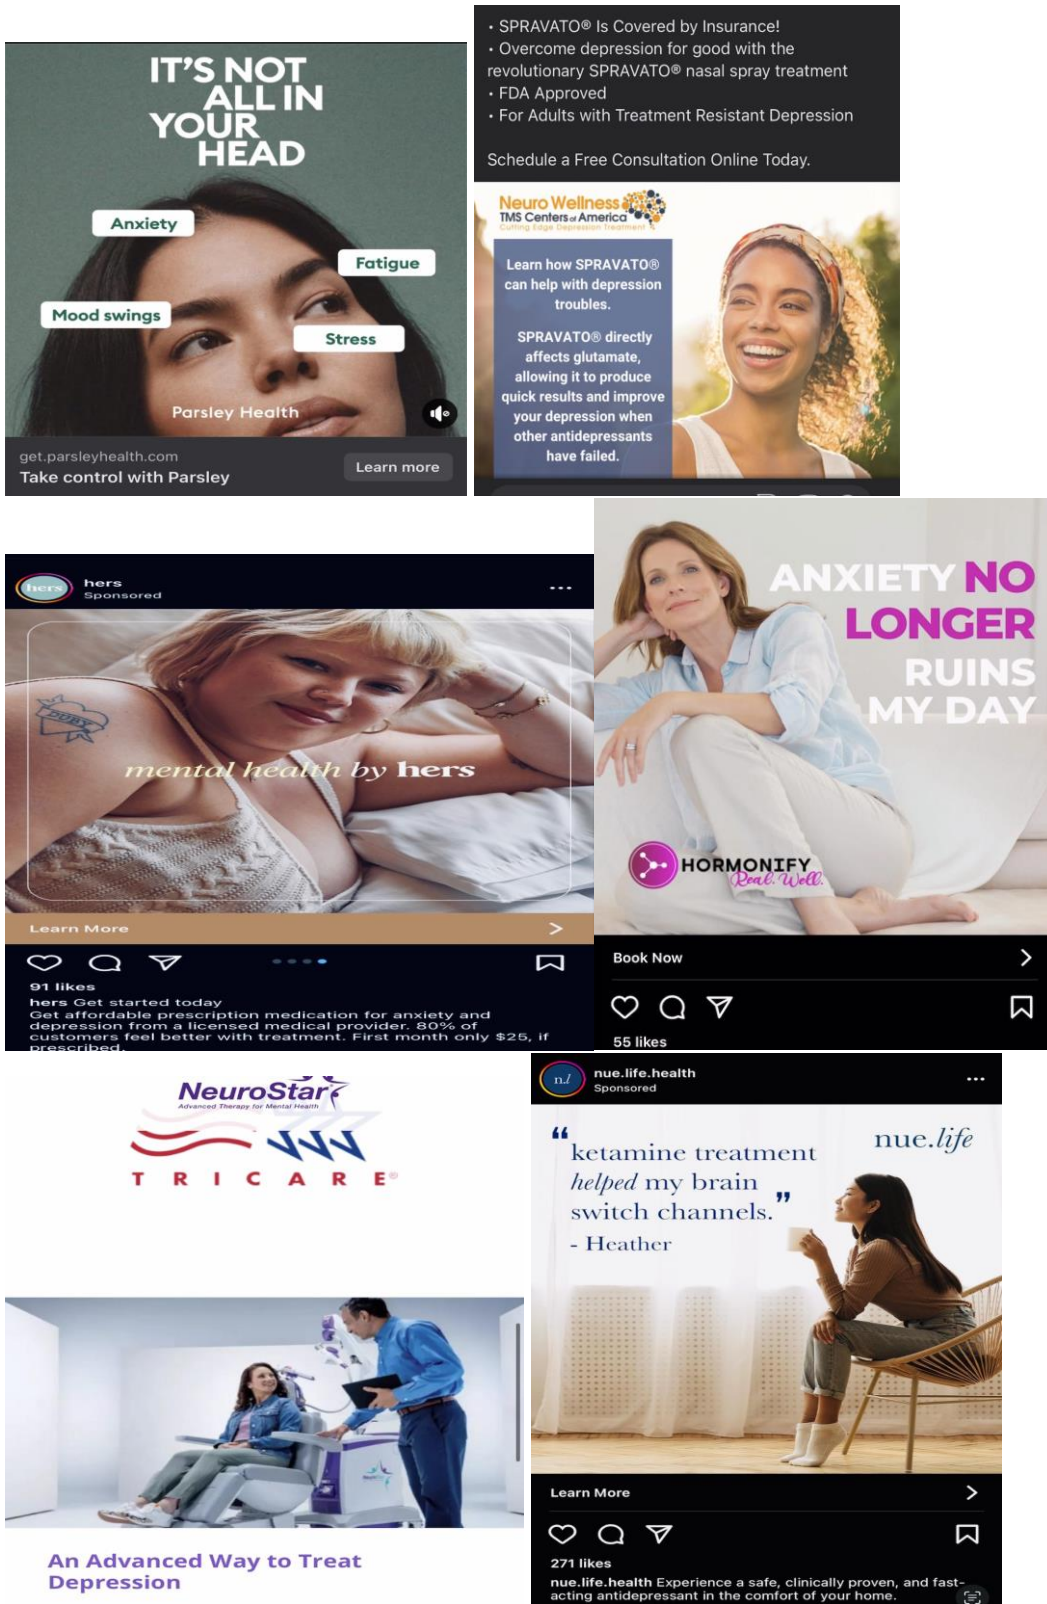 IT'S NOT
ALL IN
YOUR
HEAD
Anxiety
Fatigue
Mood swings
Stress
Parsley Health
get.parsleyhealth.com
Take control with Parsley
Learn more
• SPRAVATO® Is Covered by Insurance!
• Overcome depression for good with the
revolutionary SPRAVATO® nasal spray treatment
• FDA Approved
• For Adults with Treatment Resistant Depression
Schedule a Free Consultation Online Today.
Neuro Wellness
TMS Centers of America
Cutting Edge Depression Treatment
Learn how SPRAVATO®
can help with depression
troubles.
SPRAVATO® directly
affects glutamate,
allowing it to produce
quick results and improve
your depression when
other antidepressants
have failed.
hers
hers
Sponsored
DUBY
mental health by hers
Learn More
91 likes
hers Get started today
Get affordable prescription medication for anxiety and
depression from a licensed medical provider. 80% of
customers feel better with treatment. First month only $25, if
prescribed.
ANXIETY NO
LONGER
RUINS
MY DAY
HORMONIFY
Real. Well.
Book Now
55 likes
NeuroStar
Advanced Therapy for Mental Health
TRICARE®
An Advanced Way to Treat
Depression
n.l
nue.life.health
Sponsored
nue.life
"ketamine treatment
helped my brain
switch channels."
- Heather
Learn More
271 likes
nue.life.health Experience a safe, clinically proven, and fast-
acting antidepressant in the comfort of your home.